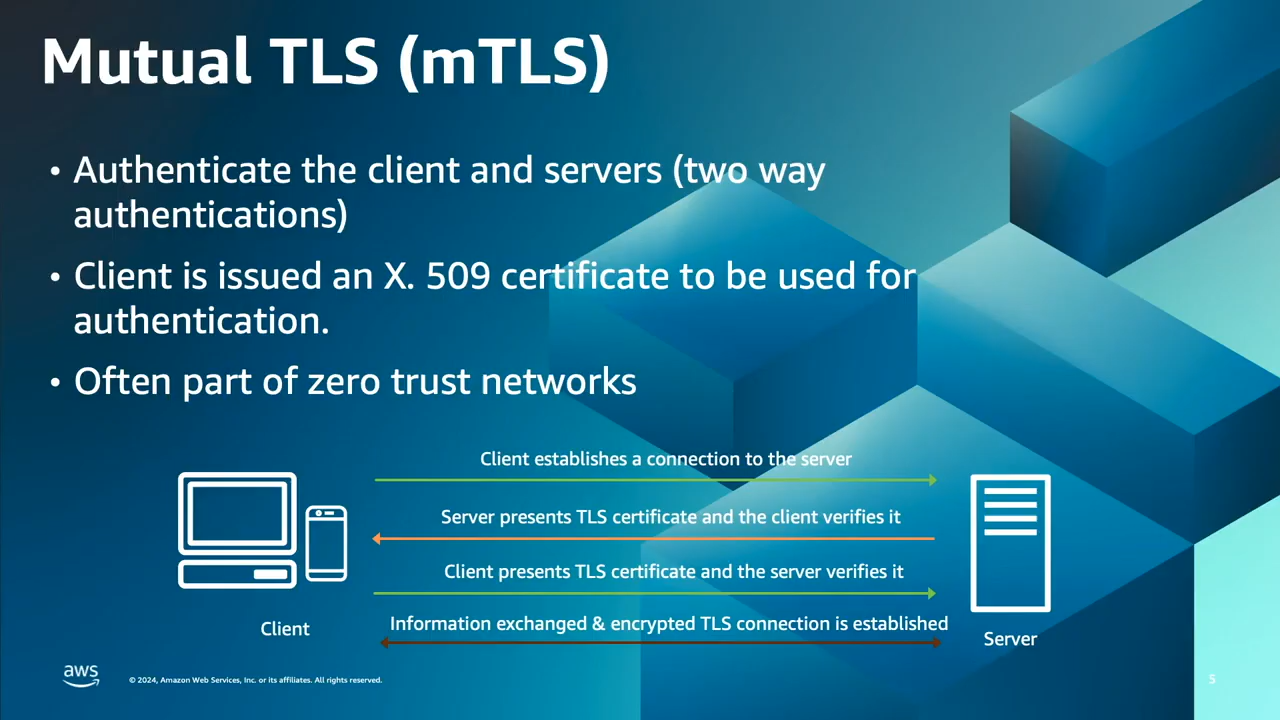 Mutual TLS (mTLS)
• Authenticate the client and servers (two way
authentications)
• Client is issued an X. 509 certificate to be used for
authentication.
• Often part of zero trust networks
Client establishes a connection to the server
Server presents TLS certificate and the client verifies it
Client presents TLS certificate and the server verifies it
Information exchanged & encrypted TLS connection is established
Client
Server
aws
© 2024, Amazon Web Services, Inc. or its affiliates. All rights reserved.
5